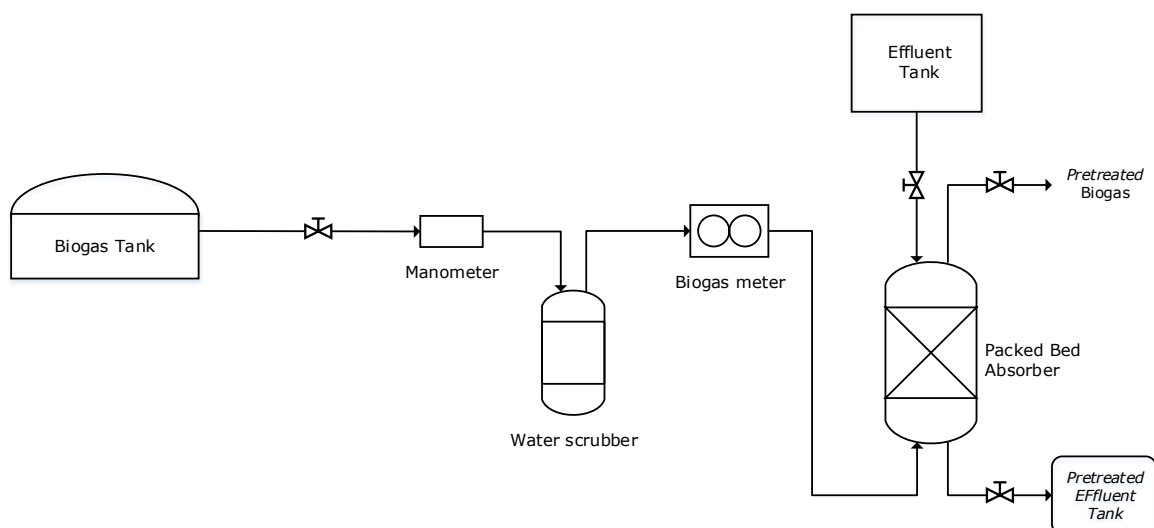 Effluent
Tank
Pretreated
Biogas
Biogas Tank
Manometer
Biogas meter
Packed Bed
Absorber
Water scrubber
Pretreated
EFfluent
Tank